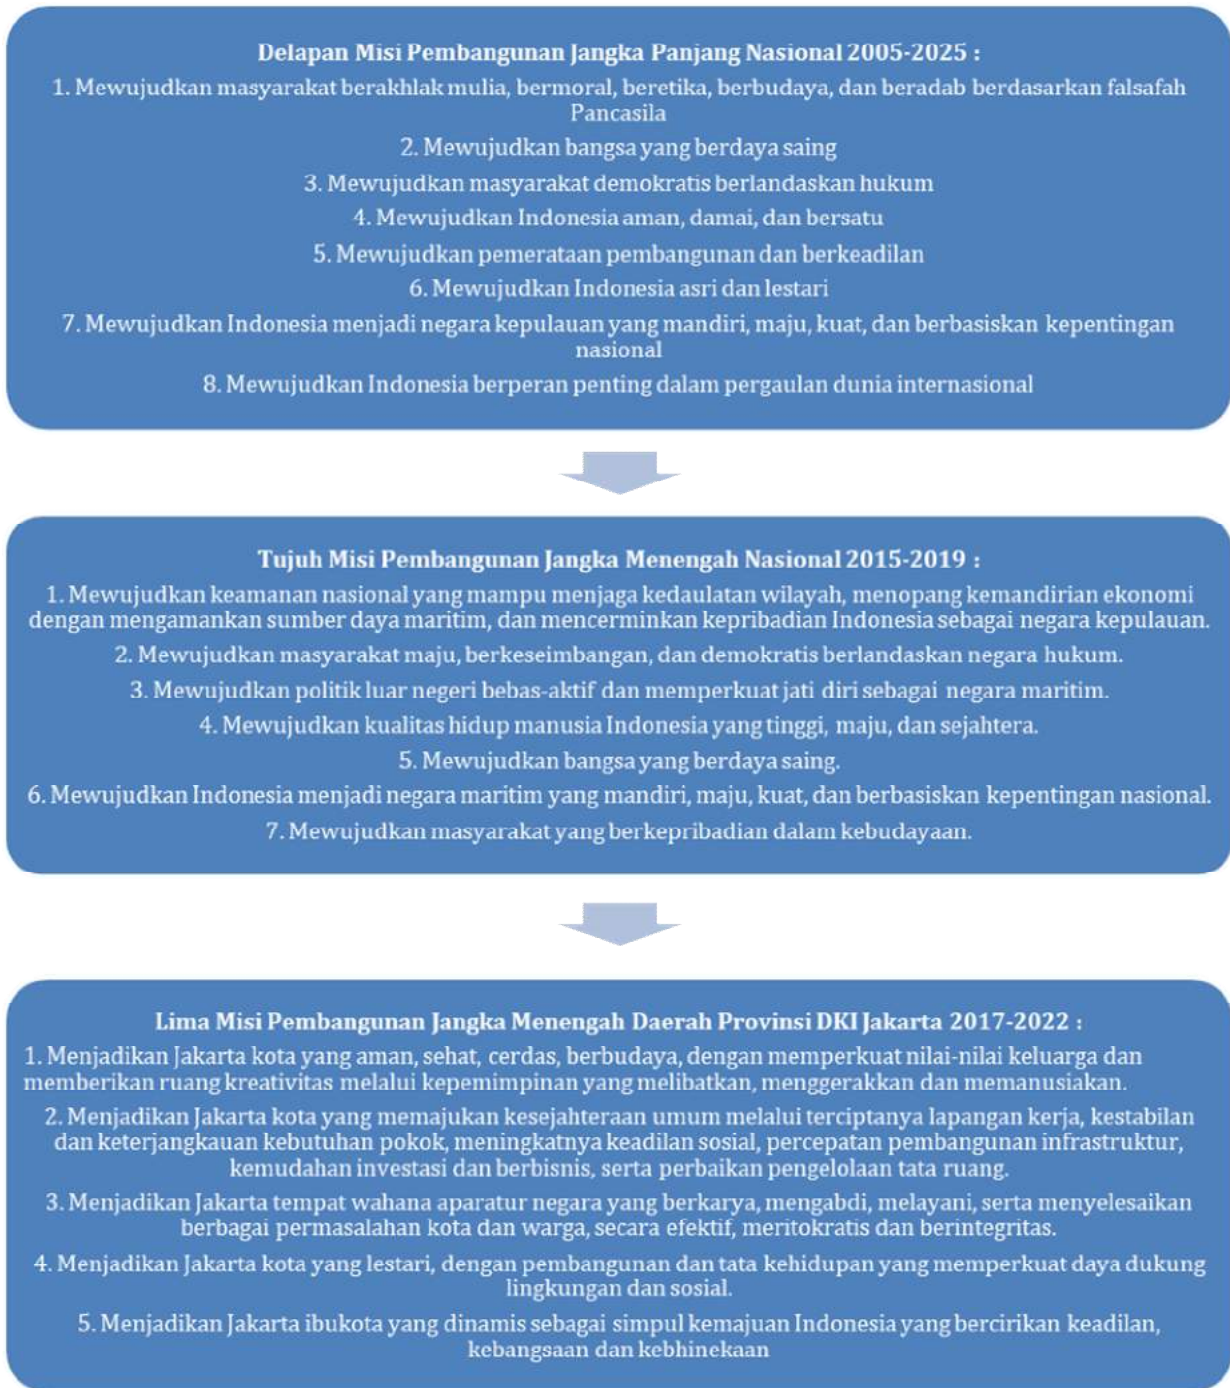 Delapan Misi Pembangunan Jangka Panjang Nasional 2005-2025 :
1. Mewujudkan masyarakat berakhlak mulia, bermoral, beretika, berbudaya, dan beradab berdasarkan falsafah
Pancasila
2. Mewujudkan bangsa yang berdaya saing
3. Mewujudkan masyarakat demokratis berlandaskan hukum
4. Mewujudkan Indonesia aman, damai, dan bersatu
5. Mewujudkan pemerataan pembangunan dan berkeadilan
6. Mewujudkan Indonesia asri dan lestari
7. Mewujudkan Indonesia menjadi negara kepulauan yang mandiri, maju, kuat, dan berbasiskan kepentingan
nasional
8. Mewujudkan Indonesia berperan penting dalam pergaulan dunia internasional
Tujuh Misi Pembangunan Jangka Menengah Nasional 2015-2019 :
1. Mewujudkan keamanan nasional yang mampu menjaga kedaulatan wilayah, menopang kemandirian ekonomi
dengan mengamankan sumber daya maritim, dan mencerminkan kepribadian Indonesia sebagai negara kepulauan.
2. Mewujudkan masyarakat maju, berkeseimbangan, dan demokratis berlandaskan negara hukum.
3. Mewujudkan politik luar negeri bebas-aktif dan memperkuat jati diri sebagai negara maritim.
4. Mewujudkan kualitas hidup manusia Indonesia yang tinggi, maju, dan sejahtera.
5. Mewujudkan bangsa yang berdaya saing.
6. Mewujudkan Indonesia menjadi negara maritim yang mandiri, maju, kuat, dan berbasiskan kepentingan nasional.
7. Mewujudkan masyarakat yang berkepribadian dalam kebudayaan.
Lima Misi Pembangunan Jangka Menengah Daerah Provinsi DKI Jakarta 2017-2022 :
1. Menjadikan Jakarta kota yang aman, sehat, cerdas, berbudaya, dengan memperkuat nilai-nilai keluarga dan
memberikan ruang kreativitas melalui kepemimpinan yang melibatkan, menggerakkan dan memanusiakan.
2. Menjadikan Jakarta kota yang memajukan kesejahteraan umum melalui terciptanya lapangan kerja, kestabilan
dan keterjangkauan kebutuhan pokok, meningkatnya keadilan sosial, percepatan pembangunan infrastruktur,
kemudahan investasi dan berbisnis, serta perbaikan pengelolaan tata ruang.
3. Menjadikan Jakarta tempat wahana aparatur negara yang berkarya, mengabdi, melayani, serta menyelesaikan
berbagai permasalahan kota dan warga, secara efektif, meritokratis dan berintegritas.
4. Menjadikan Jakarta kota yang lestari, dengan pembangunan dan tata kehidupan yang memperkuat daya dukung
lingkungan dan sosial.
5. Menjadikan Jakarta ibukota yang dinamis sebagai simpul kemajuan Indonesia yang bercirikan keadilan,
kebangsaan dan kebhinekaan